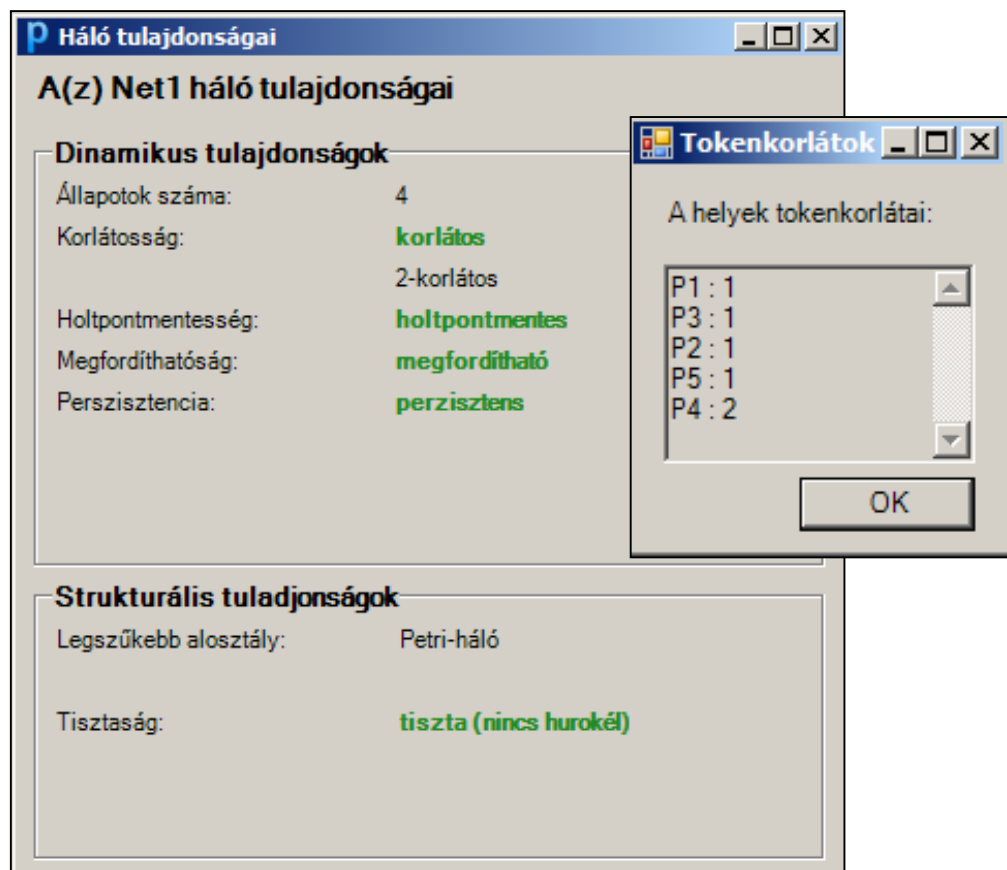 Háló tulajdonságai
A(z) Net1 háló tulajdonságai
Dinamikus tulajdonságok
Állapotok száma: 4
Korlátosság: korlátos
2-korlátos
Holtpontmentesség: holtpontmentes
Megfordíthatóság: megfordítható
Perszisztencia: perzisztens
Strukturális tuladjonságok
Legszűkebb alosztály: Petri-háló
Tisztaság: tiszta (nincs hurokél)
Tokenkorlátok
A helyek tokenkorlátai:
P1 : 1
P3 : 1
P2 : 1
P5 : 1
P4 : 2
OK